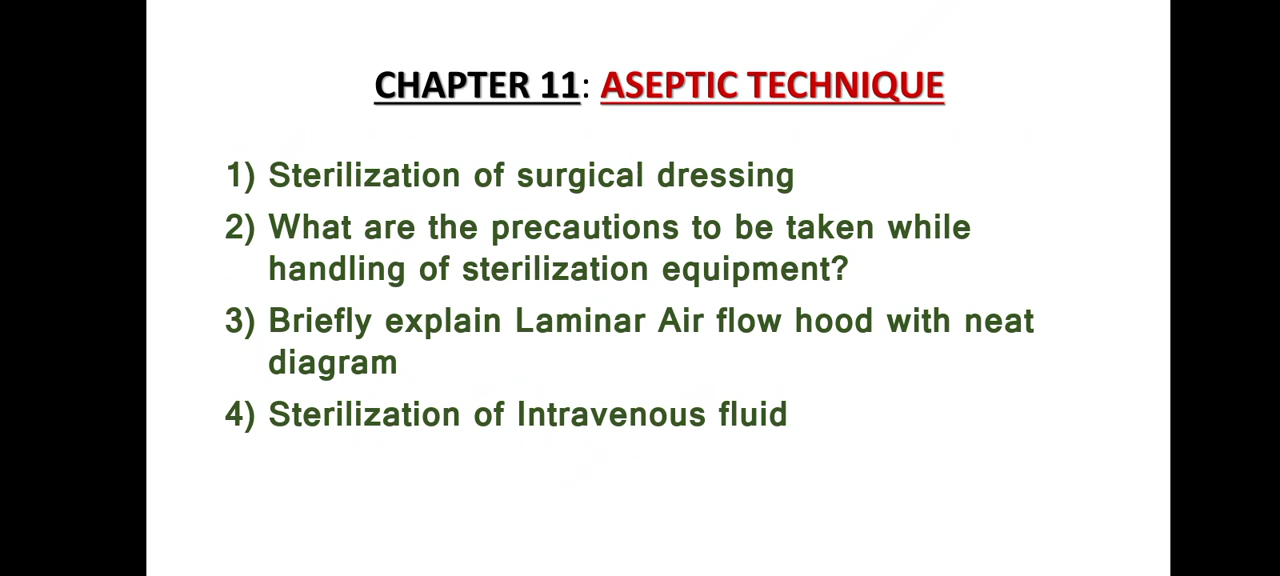 CHAPTER 11: ASEPTIC TECHNIQUE
1) Sterilization of surgical dressing
2) What are the precautions to be taken while
handling of sterilization equipment?
3) Briefly explain Laminar Air flow hood with neat
diagram
4) Sterilization of Intravenous fluid